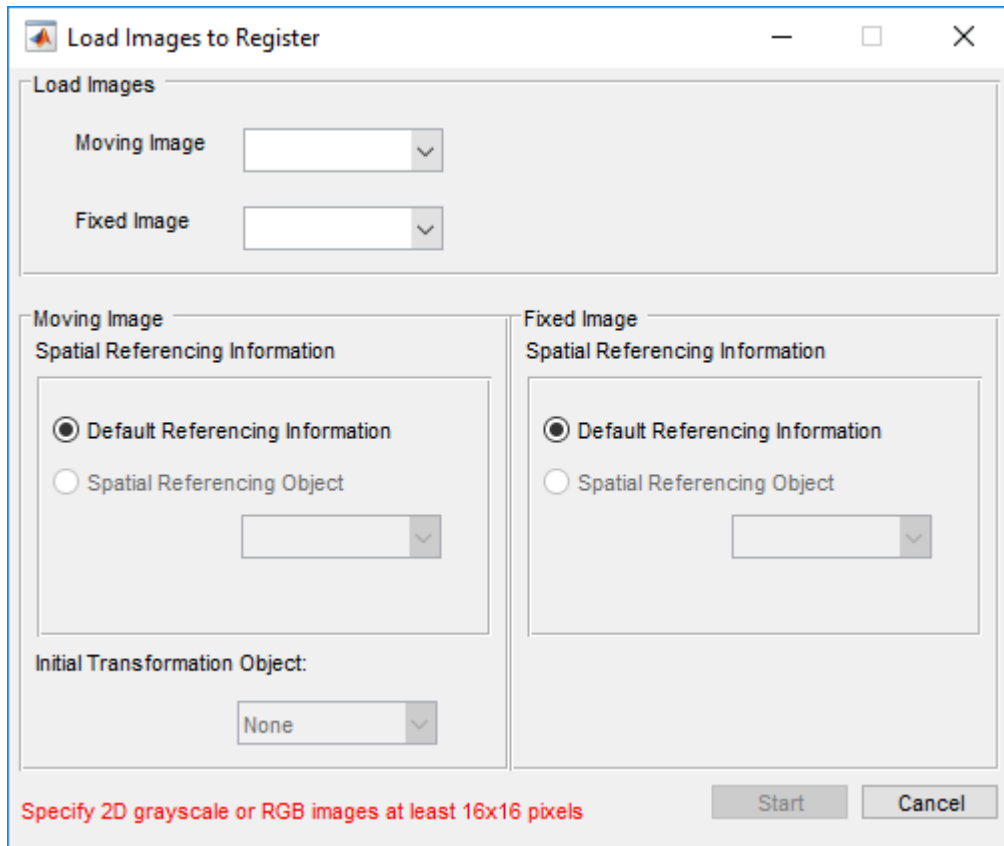 Load Images to Register
Load Images
Moving Image
Fixed Image
Moving Image
Spatial Referencing Information
Default Referencing Information
Spatial Referencing Object
Initial Transformation Object:
None
Fixed Image
Spatial Referencing Information
Default Referencing Information
Spatial Referencing Object
Specify 2D grayscale or RGB images at least 16x16 pixels
Start
Cancel